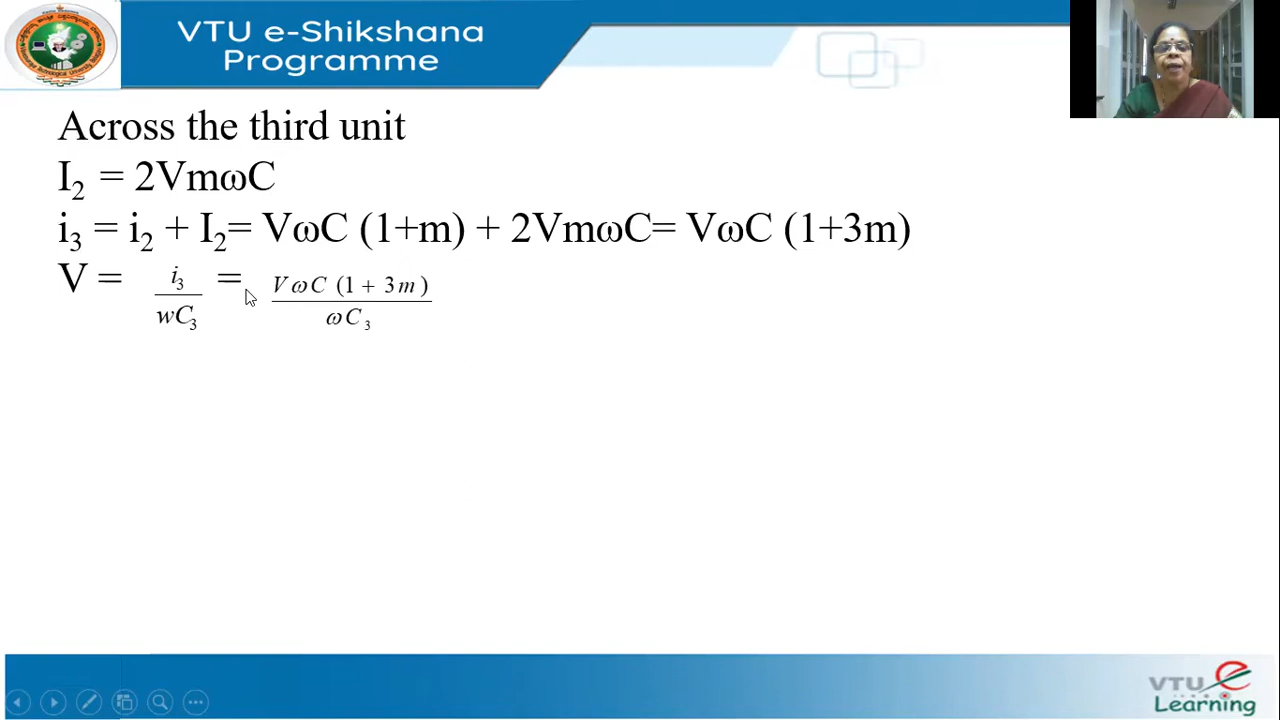 VTU e-Shikshana
Programme
Across the third unit
I₂ = 2VmωC
i₃ = i₂ + I₂= VωC (1+m) + 2VmωC= VωC (1+3m)
V = i₃/wC₃ = VωC (1 + 3m)/ωC₃
VTU e
Learning